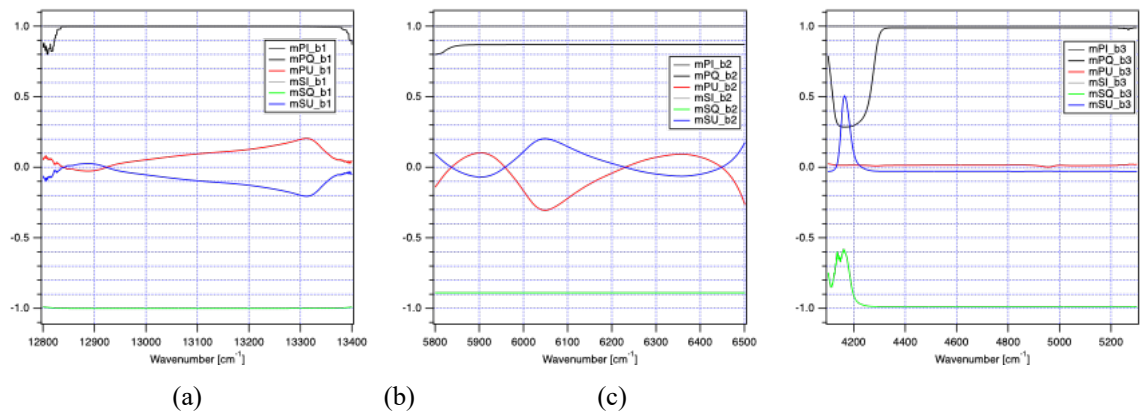 1.0
0.5
0.0
-0.5
-1.0
mPI_b1
mPQ_b1
mPU_b1
mSI_b1
mSQ_b1
mSU_b1
12800 12900 13000 13100 13200 13300 13400
Wavenumber [cm⁻¹]
1.0
0.5
0.0
-0.5
-1.0
mPI_b2
mPQ_b2
mPU_b2
mSI_b2
mSQ_b2
mSU_b2
5800 5900 6000 6100 6200 6300 6400 6500
Wavenumber [cm⁻¹]
1.0
0.5
0.0
-0.5
-1.0
mPI_b3
mPQ_b3
mPU_b3
mSI_b3
mSQ_b3
mSU_b3
4200 4400 4600 4800 5000 5200
Wavenumber [cm⁻¹]
(a) (b) (c)